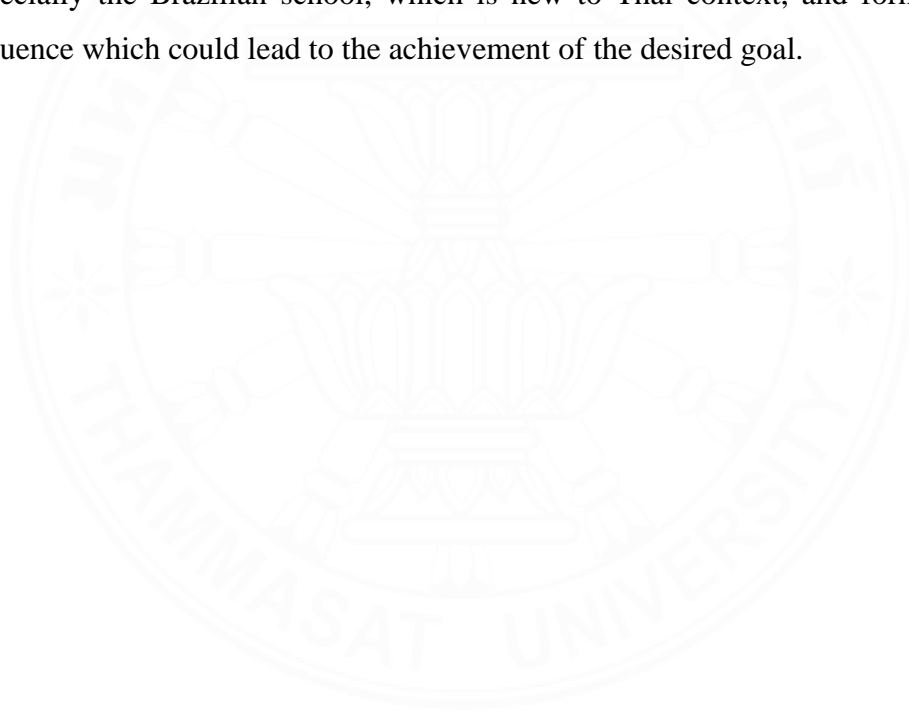 ecially the Brazilian school, which is new to Thai context, and form
uence which could lead to the achievement of the desired goal.
THAMMASAT UNIVERSITY